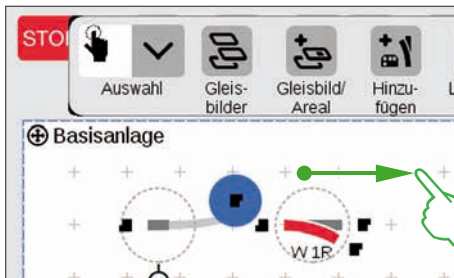 STO
Auswahl
Gleis-
bilder
Gleisbild/
Areal
Hinzu-
fügen
L
Basisanlage
W 1R